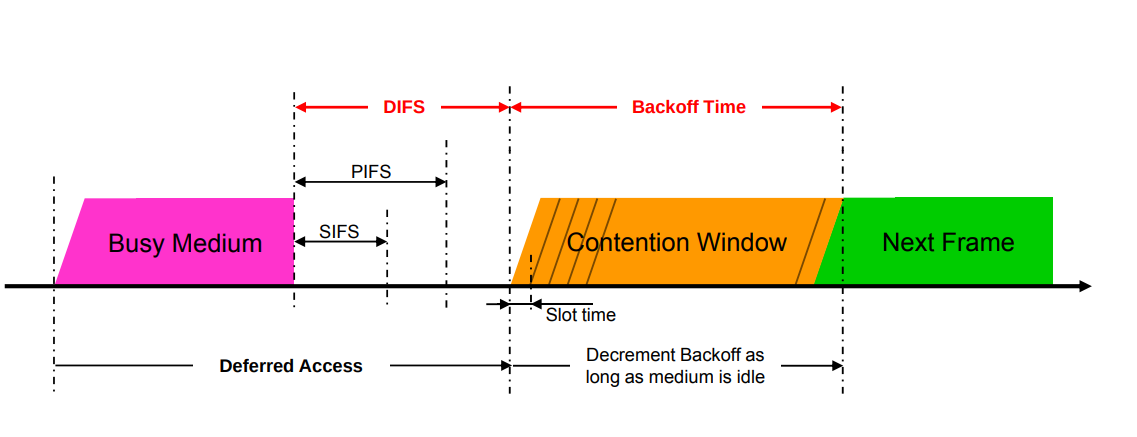 DIFS
Backoff Time
PIFS
SIFS
Busy Medium
Contention Window
Next Frame
Slot time
Deferred Access
Decrement Backoff as
long as medium is idle